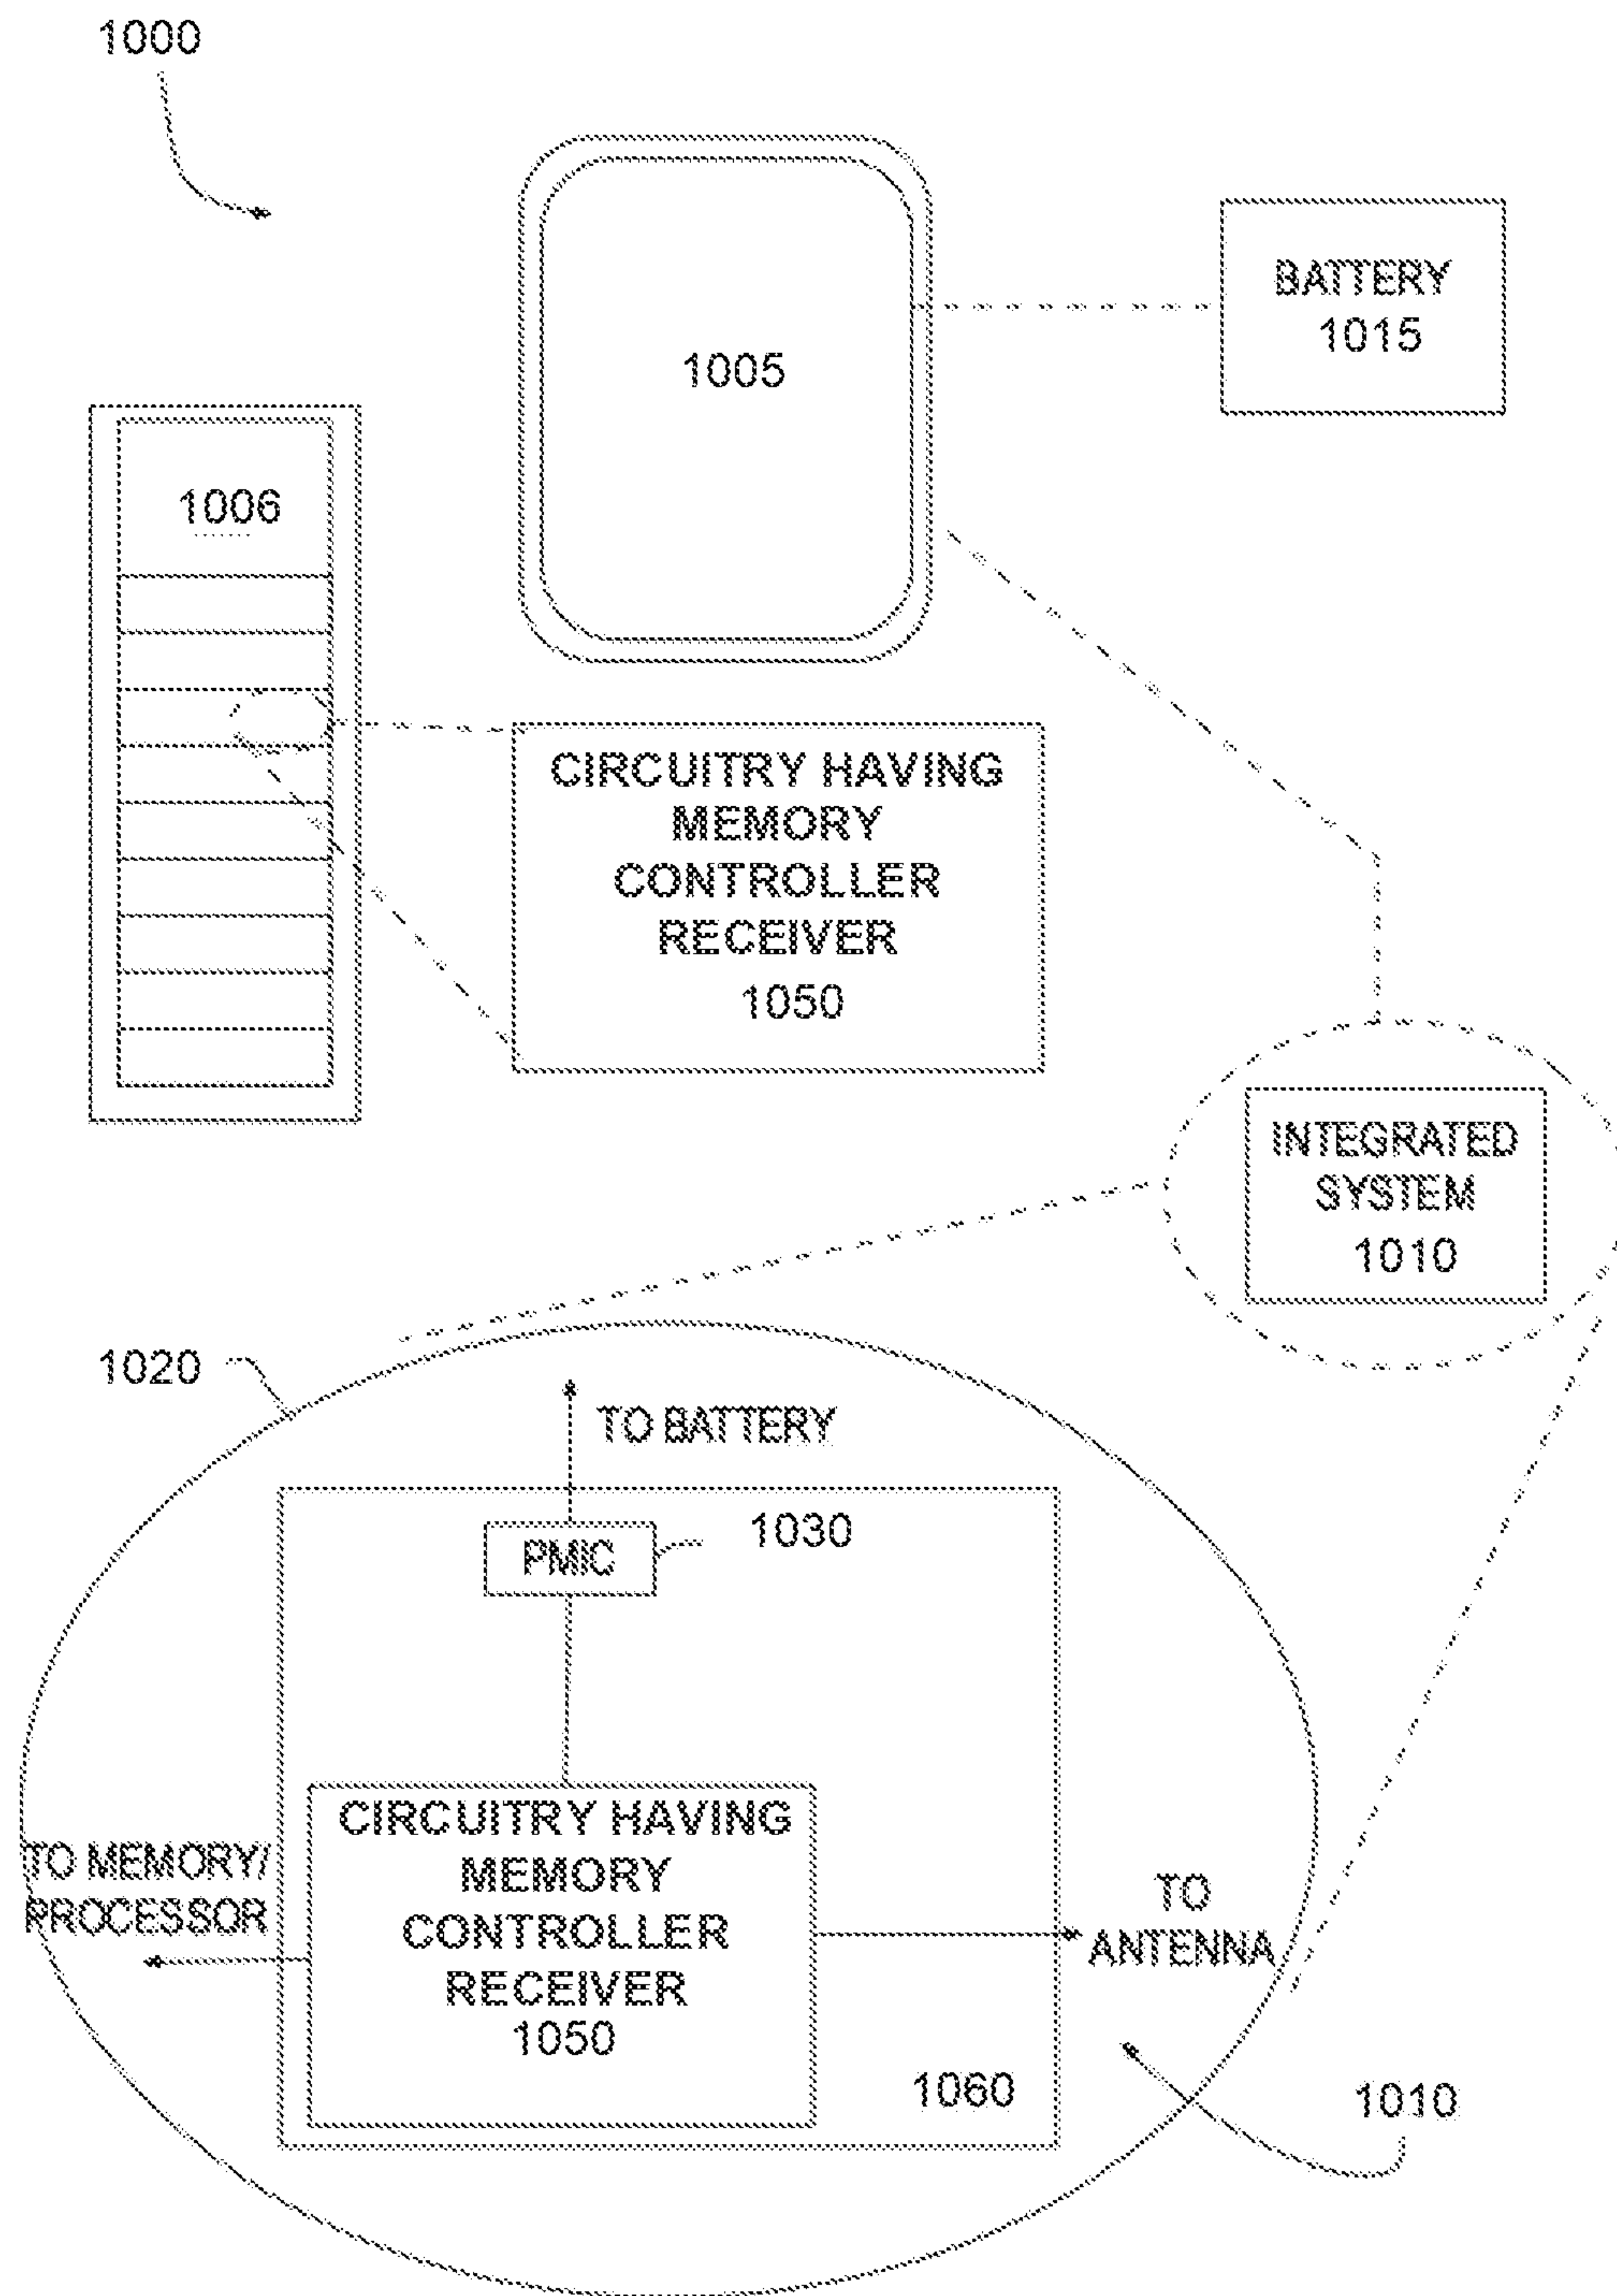 1000
BATTERY
1015
1005
1006
CIRCUITRY HAVING
MEMORY
CONTROLLER
RECEIVER
1050
INTEGRATED
SYSTEM
1010
1020
TO BATTERY
PMIC
1030
CIRCUITRY HAVING
MEMORY
CONTROLLER
RECEIVER
1050
TO MEMORY/
PROCESSOR
TO
ANTENNA
1060
1010